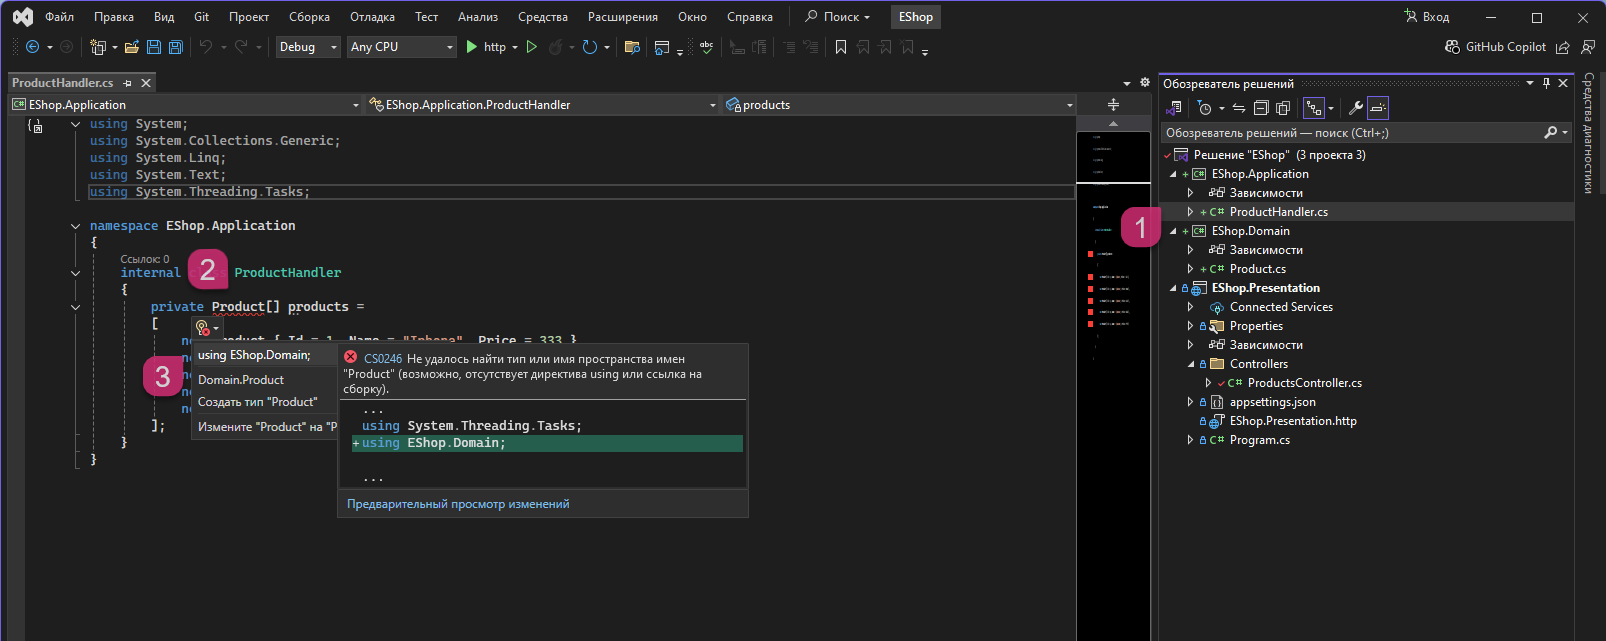 Файл Правка Вид Git Проект Сборка Отладка Тест Анализ Средства Расширения Окно Справка Поиск EShop Вход
Debug Any CPU http GitHub Copilot
ProductHandler.cs
EShop.Application EShop.Application.ProductHandler products
using System;
using System.Collections.Generic;
using System.Linq;
using System.Text;
using System.Threading.Tasks;
namespace EShop.Application
{
Ссылок: 0
internal ProductHandler
{
private Product[] products =
[
1
2
3
using EShop.Domain;
Domain.Product
Создать тип "Product"
Измените "Product" на "P
];
}
}
CS0246 Не удалось найти тип или имя пространства имен
"Product" (возможно, отсутствует директива using или ссылка на
сборку).
...
using System.Threading.Tasks;
+using EShop.Domain;
...
Предварительный просмотр изменений
Обозреватель решений
Обозреватель решений — поиск (Ctrl+;)
Решение "EShop" (3 проекта 3)
EShop.Application
Зависимости
ProductHandler.cs
EShop.Domain
Зависимости
Product.cs
EShop.Presentation
Connected Services
Properties
Зависимости
Controllers
ProductsController.cs
appsettings.json
EShop.Presentation.http
Program.cs
Средства диагностики